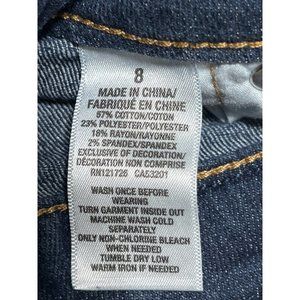 8
MADE IN CHINA/
FABRIQUÉ EN CHINE
57% COTTON/COTON
23% POLYESTER/POLYESTER
18% RAYON/RAYONNE
2% SPANDEX/SPANDEX
EXCLUSIVE OF DECORATION/
DÉCORATION NON COMPRISE
RN121726 CA53201
WASH ONCE BEFORE
WEARING
TURN GARMENT INSIDE OUT
MACHINE WASH COLD
SEPARATELY
ONLY NON-CHLORINE BLEACH
WHEN NEEDED
TUMBLE DRY LOW
WARM IRON IF NEEDED